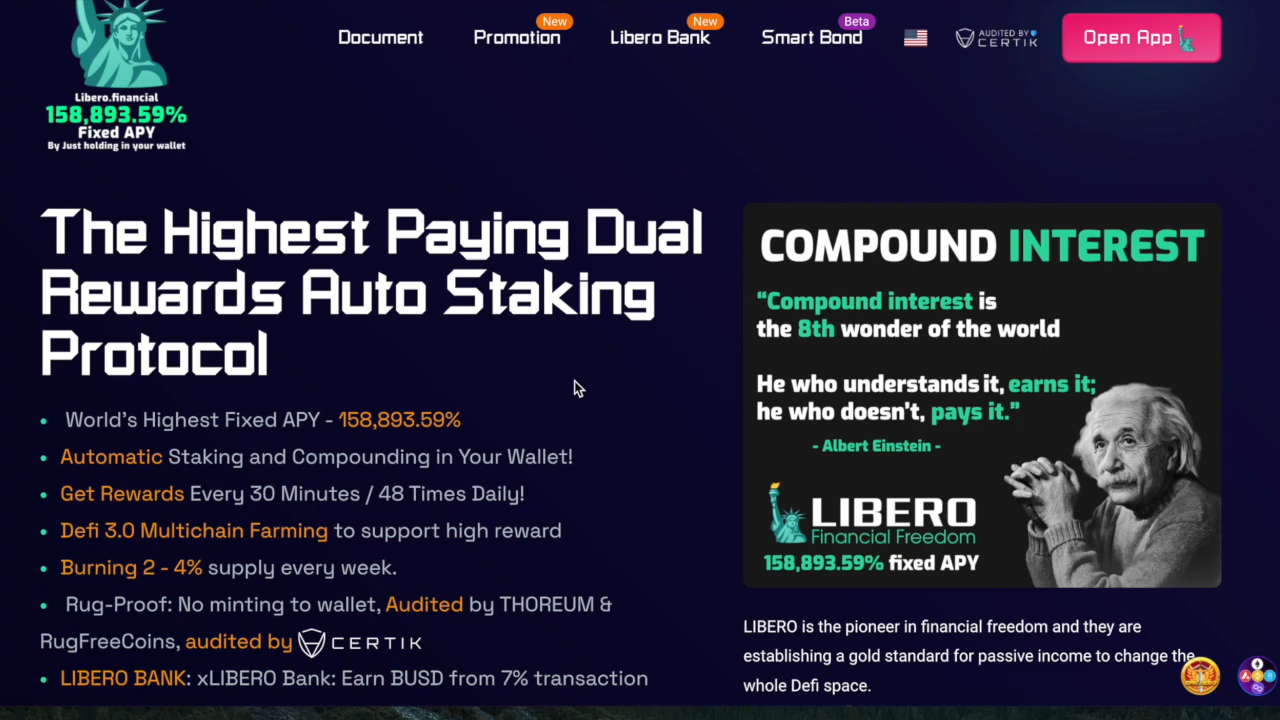 New
New
Beta
Document
Promotion
Libero Bank
Smart Bond
AUDITED BY
CERTIK
Open App
Libero.financial
158,893.59%
Fixed APY
By Just holding in your wallet
The Highest Paying Dual
Rewards Auto Staking
Protocol
World's Highest Fixed APY - 158,893.59%
Automatic Staking and Compounding in Your Wallet!
Get Rewards Every 30 Minutes / 48 Times Daily!
Defi 3.0 Multichain Farming to support high reward
Burning 2 - 4% supply every week.
Rug-Proof: No minting to wallet, Audited by THOREUM &
RugFreeCoins, audited by CERTIK
LIBERO BANK: xLIBERO Bank: Earn BUSD from 7% transaction
COMPOUND INTEREST
“Compound interest is
the 8th wonder of the world
He who understands it, earns it;
he who doesn't, pays it.”
- Albert Einstein -
LIBERO
Financial Freedom
158,893.59% fixed APY
LIBERO is the pioneer in financial freedom and they are
establishing a gold standard for passive income to change the
whole Defi space.